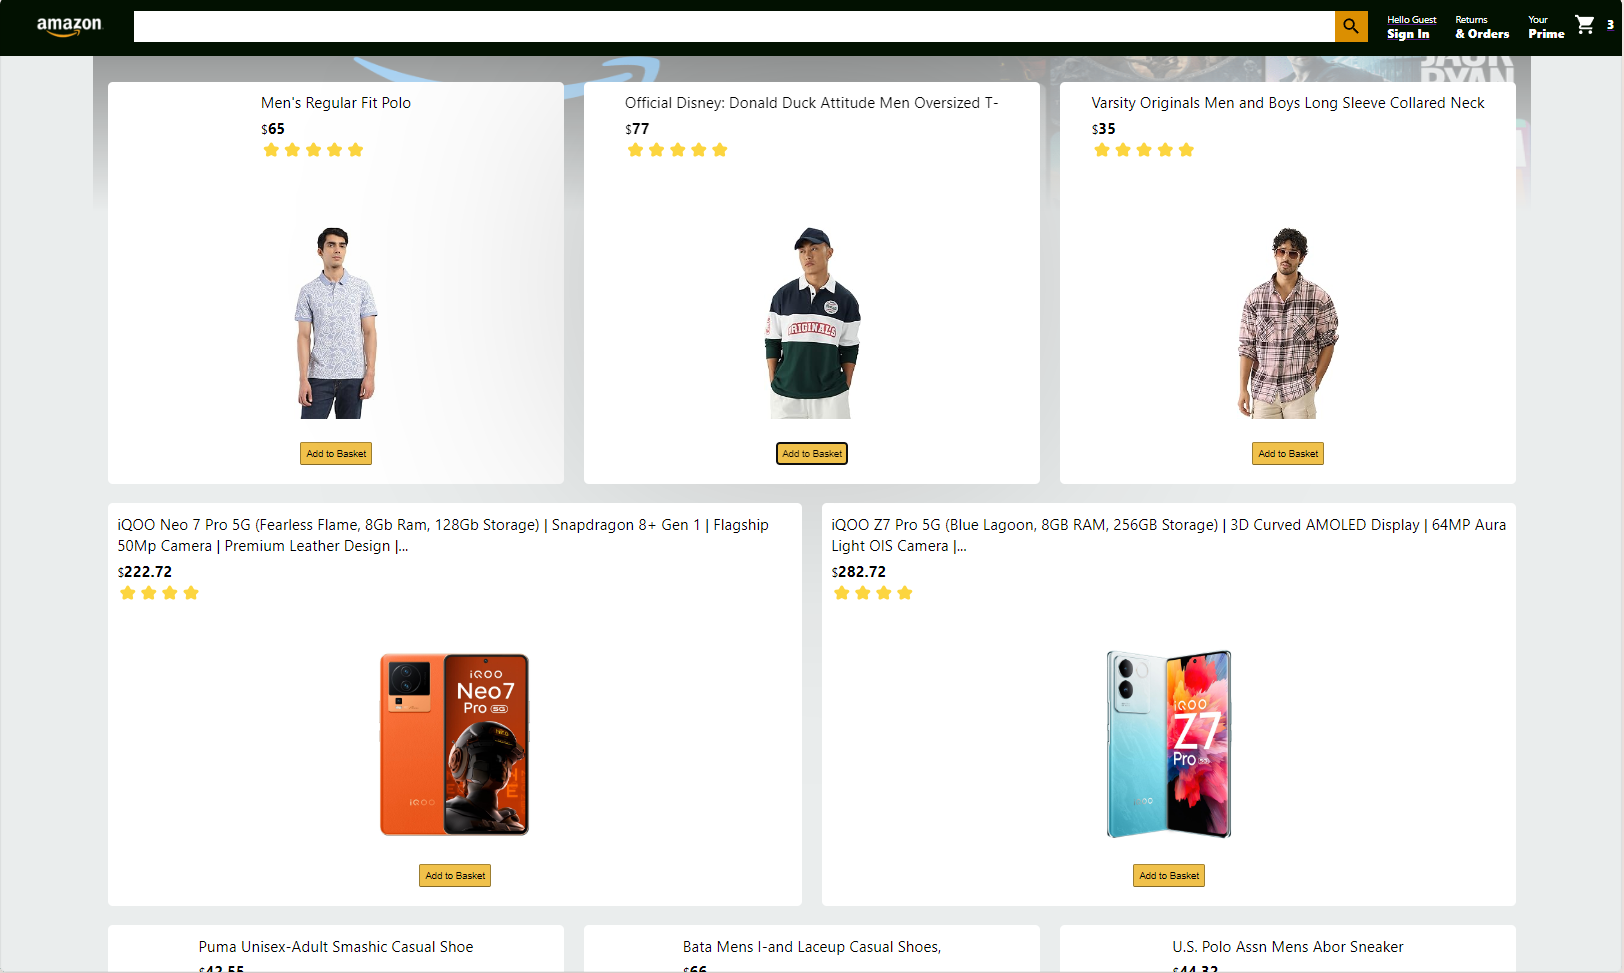 amazon
Hello Guest
Sign In
Returns
& Orders
Your
Prime
3
JACK
RYAN
Men's Regular Fit Polo
$65
Official Disney: Donald Duck Attitude Men Oversized T-
$77
Varsity Originals Men and Boys Long Sleeve Collared Neck
$35
ORIGINALS
Add to Basket
Add to Basket
Add to Basket
iQOO Neo 7 Pro 5G (Fearless Flame, 8Gb Ram, 128Gb Storage) | Snapdragon 8+ Gen 1 | Flagship
50Mp Camera | Premium Leather Design |...
$222.72
iQOO Z7 Pro 5G (Blue Lagoon, 8GB RAM, 256GB Storage) | 3D Curved AMOLED Display | 64MP Aura
Light OIS Camera |...
$282.72
iQOO
Neo7
Pro 5G
NEO
iQOO
iQOO
Z7
Pro 5G
iQOO
Add to Basket
Add to Basket
Puma Unisex-Adult Smashic Casual Shoe
$42.55
Bata Mens I-and Laceup Casual Shoes,
$66
U.S. Polo Assn Mens Abor Sneaker
$44.32